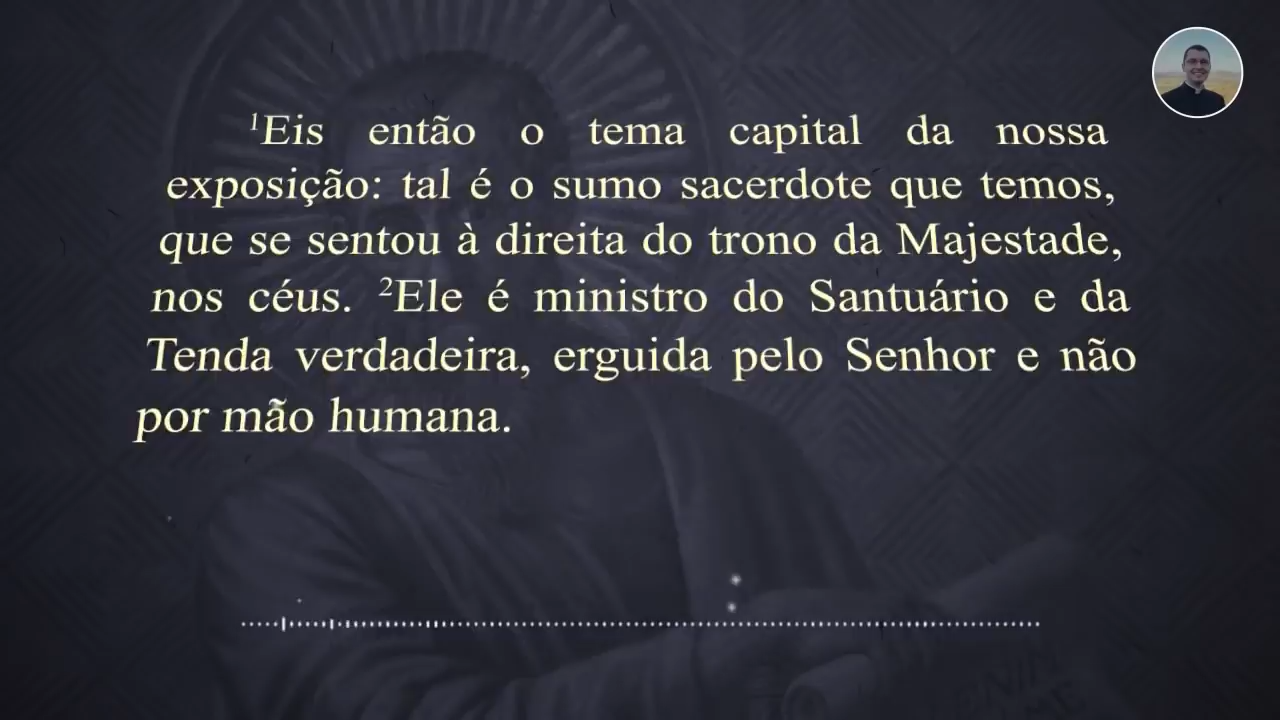 ¹Eis então o tema capital da nossa
exposição: tal é o sumo sacerdote que temos,
que se sentou à direita do trono da Majestade,
nos céus. ²Ele é ministro do Santuário e da
Tenda verdadeira, erguida pelo Senhor e não
por mão humana.